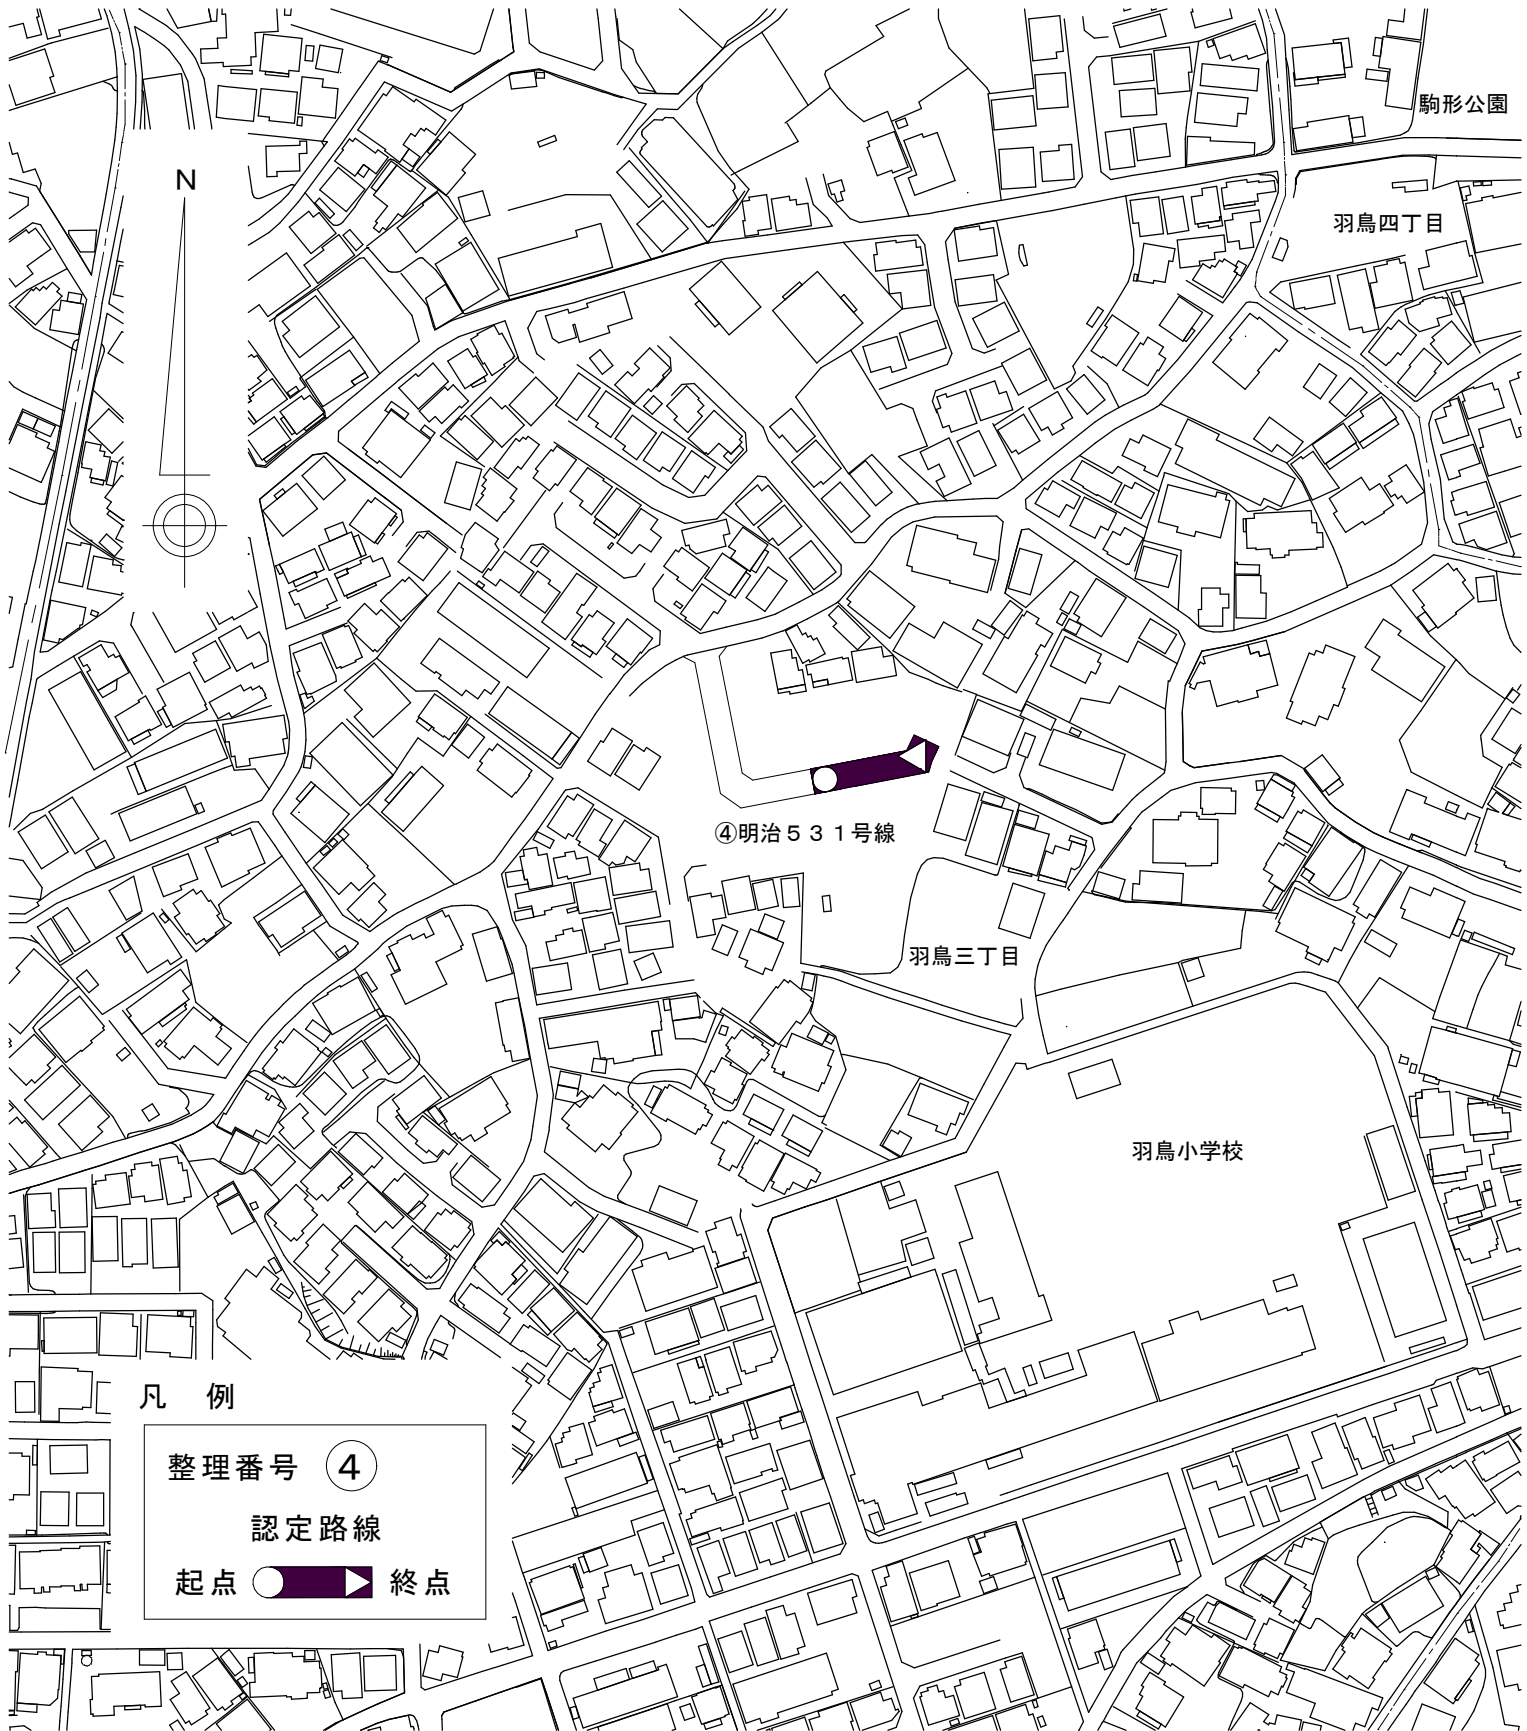 駒形公園
N
羽鳥四丁目
④明治５３１号線
羽鳥三丁目
羽鳥小学校
凡 例
整理番号 ④
認定路線
起点 終点